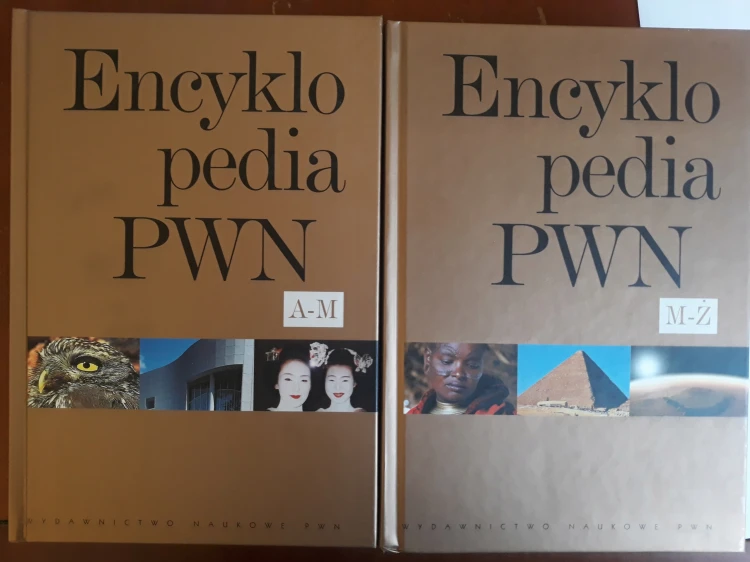 Encyklo
pedia
PWN
A-M
WYDAWNICTWO NAUKOWE PWN
Encyklo
pedia
PWN
M-Ż
WYDAWNICTWO NAUKOWE PWN